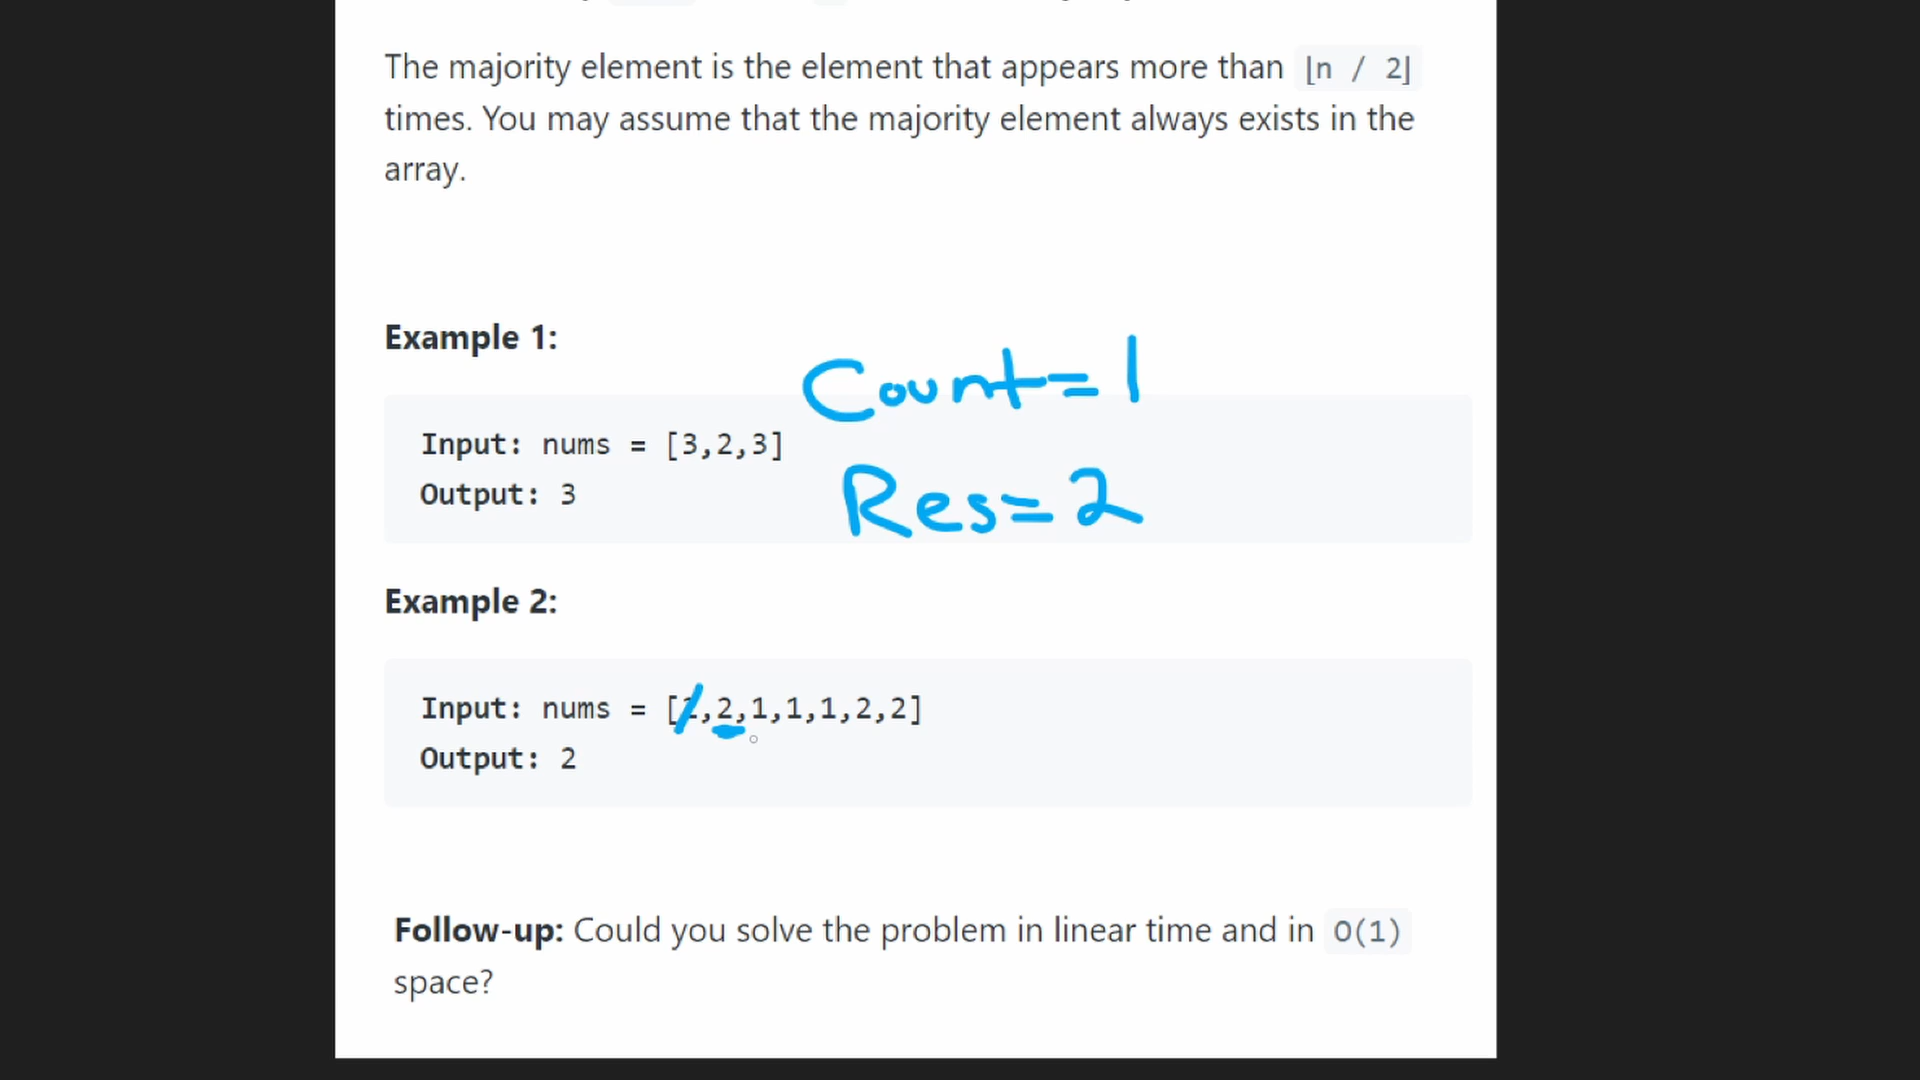 The majority element is the element that appears more than ⌊n / 2⌋
times. You may assume that the majority element always exists in the
array.
Example 1:
Count=1
Input: nums = [3,2,3]
Output: 3
Res=2
Example 2:
Input: nums = [2,2,1,1,1,2,2]
Output: 2
Follow-up: Could you solve the problem in linear time and in O(1)
space?